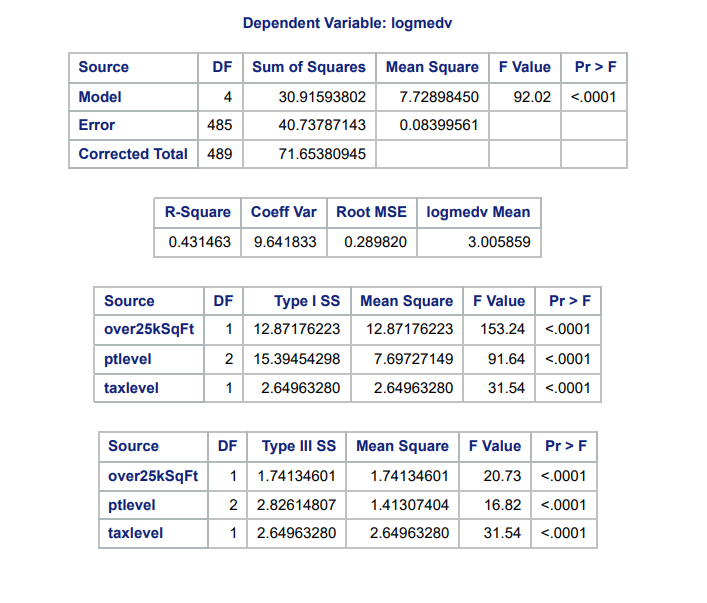 Dependent Variable: logmedv
Source DF Sum of Squares Mean Square F Value Pr > F
Model 4 30.91593802 7.72898450 92.02 <.0001
Error 485 40.73787143 0.08399561
Corrected Total 489 71.65380945
R-Square Coeff Var Root MSE logmedv Mean
0.431463 9.641833 0.289820 3.005859
Source DF Type I SS Mean Square F Value Pr > F
over25kSqFt 1 12.87176223 12.87176223 153.24 <.0001
ptlevel 2 15.39454298 7.69727149 91.64 <.0001
taxlevel 1 2.64963280 2.64963280 31.54 <.0001
Source DF Type III SS Mean Square F Value Pr > F
over25kSqFt 1 1.74134601 1.74134601 20.73 <.0001
ptlevel 2 2.82614807 1.41307404 16.82 <.0001
taxlevel 1 2.64963280 2.64963280 31.54 <.0001